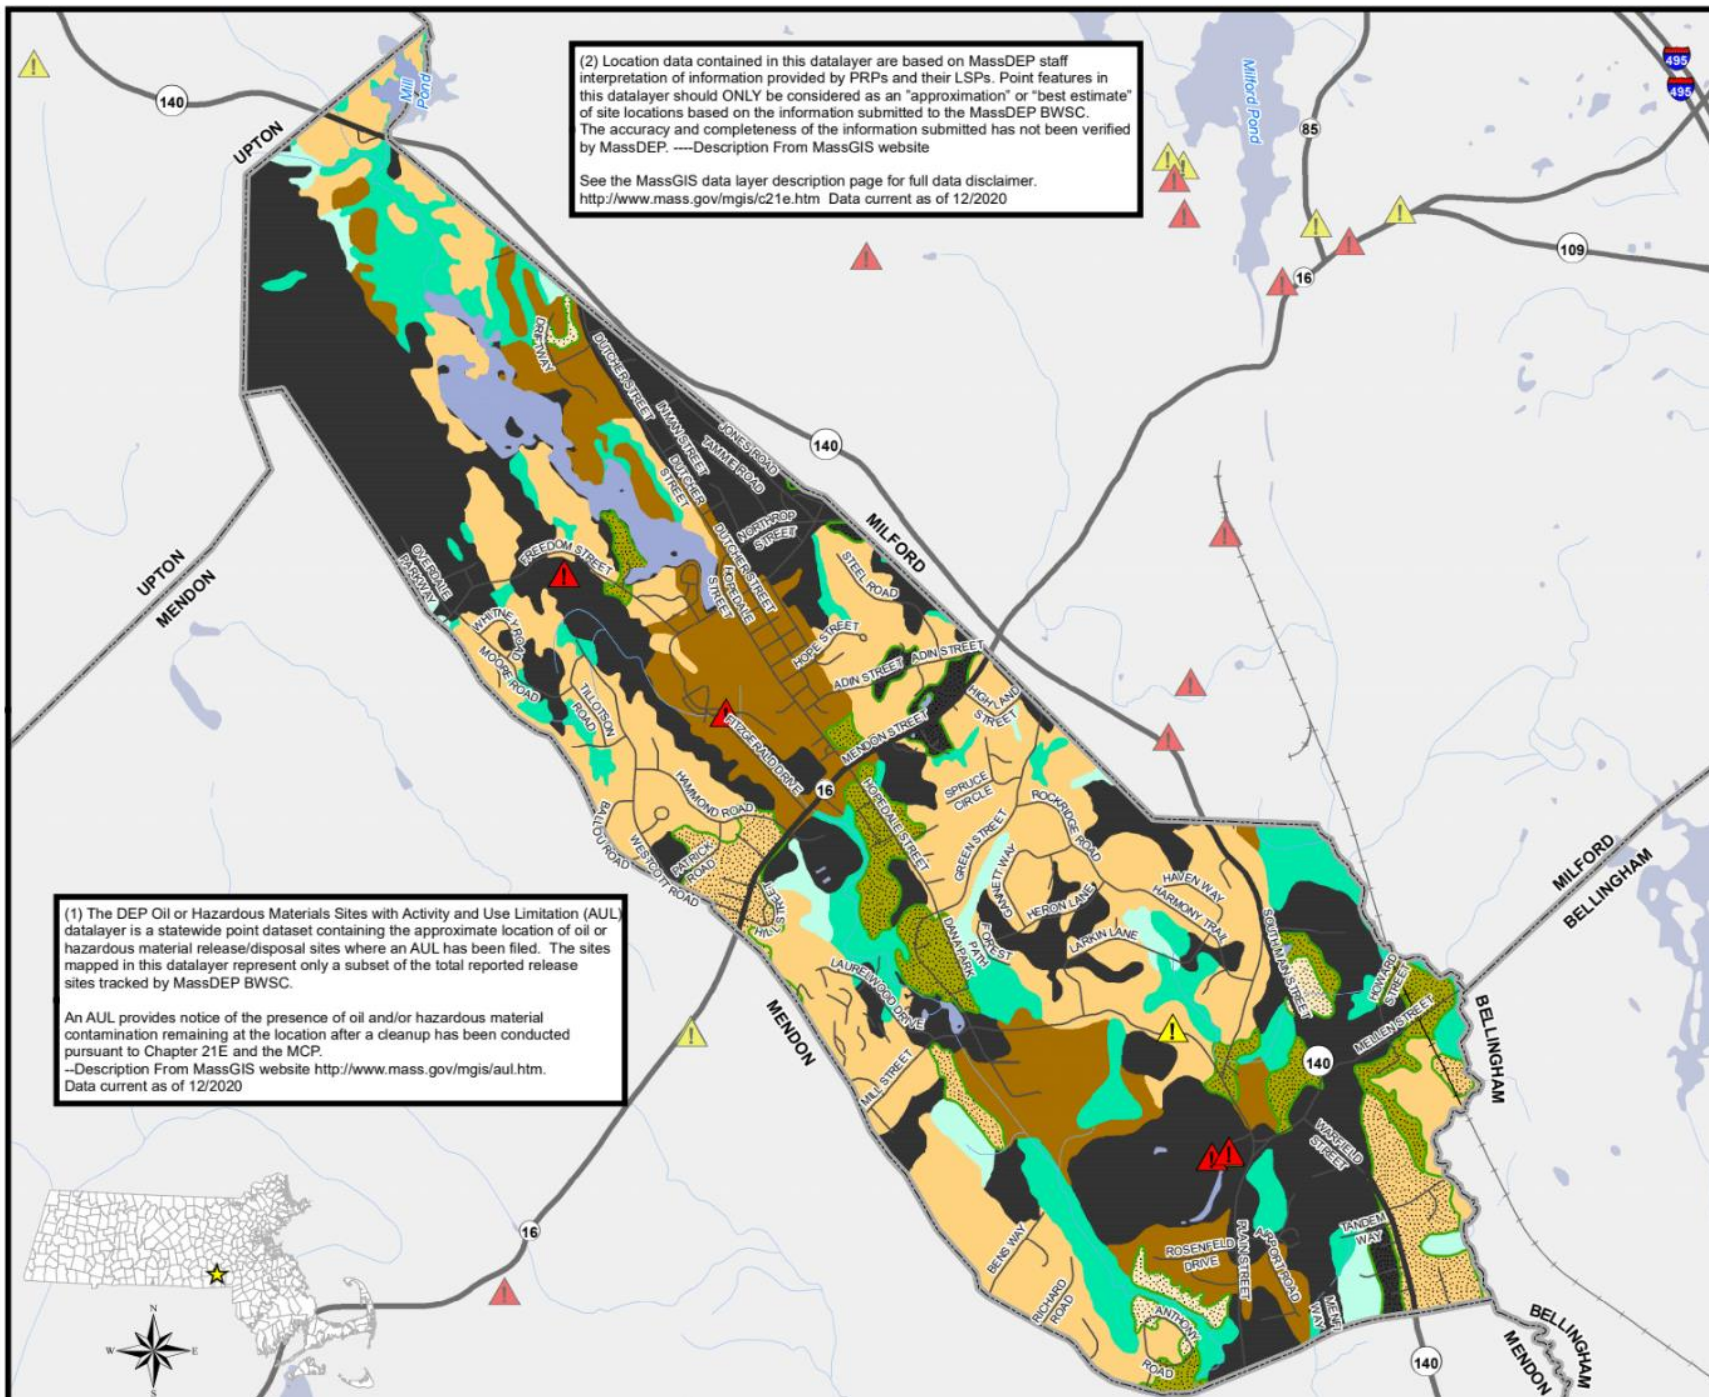 (2) Location data contained in this datalayer are based on MassDEP staff
interpretation of information provided by PRPs and their LSPs. Point features in
this datalayer should ONLY be considered as an "approximation" or "best estimate"
of site locations based on the information submitted to the MassDEP BWSC.
The accuracy and completeness of the information submitted has not been verified
by MassDEP. ----Description From MassGIS website
See the MassGIS data layer description page for full data disclaimer.
http://www.mass.gov/mgis/c21e.htm Data current as of 12/2020
495
495
140
Mill
Pond
UPTON
Milford Pond
85
109
16
DRIFTWAY
DUTCHER STREET
INMAN STREET
JONES ROAD
TAMMIE ROAD
140
DUTCHER
STREET
NORTHROP
STREET
MILFORD
DUTCHER STREET
HOPEDALE
STREET
STEEL ROAD
FREEDOM STREET
OVERDALE
PARKWAY
UPTON
MENDON
WHITNEY ROAD
MOORE ROAD
HOPE STREET
ADIN STREET
ADIN STREET
HIGHLAND
STREET
TILLOTSON
ROAD
FITZGERALD DRIVE
MENDON STREET
16
HAMMOND ROAD
BALLOU ROAD
WESTCOTT ROAD
PATRICK
ROAD
HILL STREET
HOPEDALE STREET
SPRUCE
CIRCLE
GREEN STREET
ROCKRIDGE ROAD
GANNETT WAY
HERON LANE
HAVEN WAY
HARMONY TRAIL
LARKIN LANE
FOREST
PATH
DANA PARK
SOUTH MAIN STREET
MILFORD
BELLINGHAM
HOWARD
STREET
MELLEN STREET
BELLINGHAM
140
LAURELWOOD DRIVE
MENDON
MILL STREET
WARFIELD
STREET
TANDEM
WAY
BENS WAY
RICHARD
ROAD
ROSENFELD
DRIVE
PLAIN STREET
AIRPORT ROAD
MENFI
WAY
ANTHONY
ROAD
140
BELLINGHAM
MENDON
(1) The DEP Oil or Hazardous Materials Sites with Activity and Use Limitation (AUL)
datalayer is a statewide point dataset containing the approximate location of oil or
hazardous material release/disposal sites where an AUL has been filed. The sites
mapped in this datalayer represent only a subset of the total reported release
sites tracked by MassDEP BWSC.
An AUL provides notice of the presence of oil and/or hazardous material
contamination remaining at the location after a cleanup has been conducted
pursuant to Chapter 21E and the MCP.
--Description From MassGIS website http://www.mass.gov/mgis/aul.htm.
Data current as of 12/2020
16
N
W
E
S